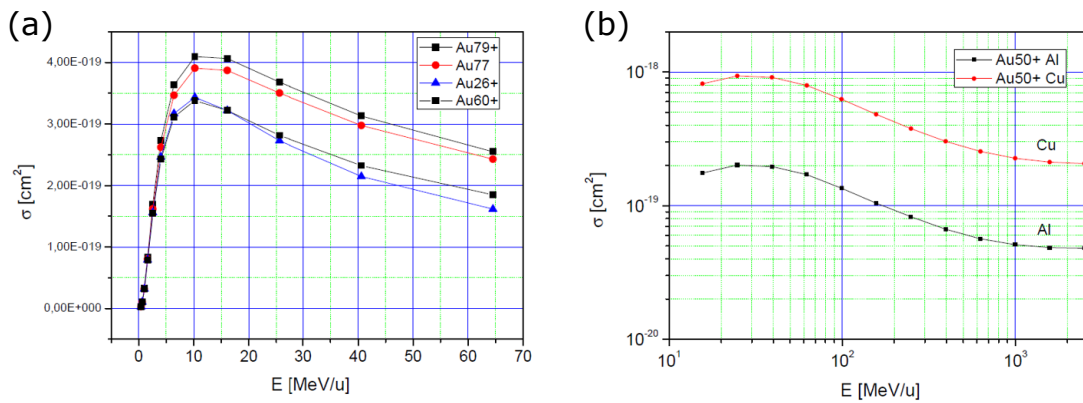 (a)
4,00E-019
3,00E-019
2,00E-019
1,00E-019
0,00E+000
σ [cm²]
Au79+
Au77
Au26+
Au60+
0 10 20 30 40 50 60 70
E [MeV/u]
(b)
10⁻¹⁸
10⁻¹⁹
10⁻²⁰
σ [cm²]
Au50+ Al
Au50+ Cu
Cu
Al
10¹ 10² 10³
E [MeV/u]